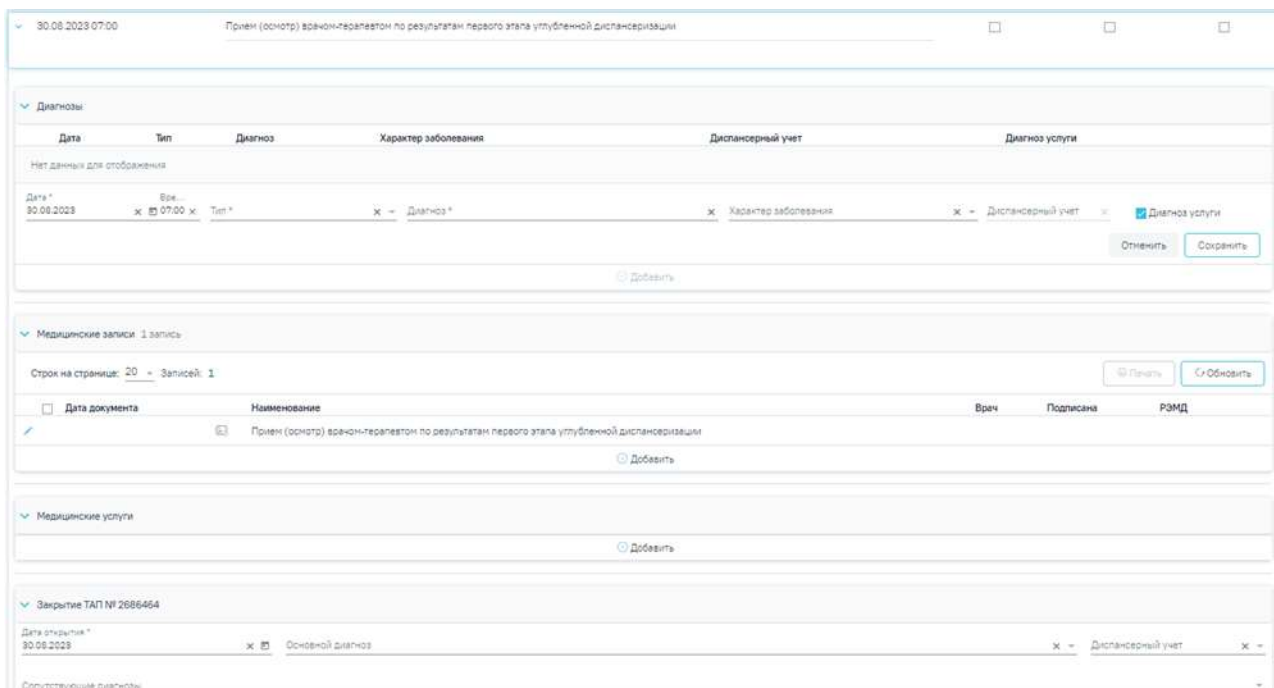 30.08.2023 07:00 Прием (осмотр) врачом-терапевтом по результатам первого этапа углубленной диспансеризации
Диагнозы
Дата Тип Диагноз Характер заболевания Диспансерный учет Диагноз услуги
Нет данных для отображения
Дата * Вре...
30.08.2023 07:00 Тип * Диагноз * Характер заболевания Диспансерный учет Диагноз услуги
Отменить Сохранить
Добавить
Медицинские записи 1 запись
Строк на странице: 20 Записей: 1 Печать Обновить
Дата документа Наименование Врач Подписана РЭМД
Прием (осмотр) врачом-терапевтом по результатам первого этапа углубленной диспансеризации
Добавить
Медицинские услуги
Добавить
Закрытие ТАП № 2686464
Дата открытия *
30.08.2023 Основной диагноз Диспансерный учет
Сопутствующие диагнозы